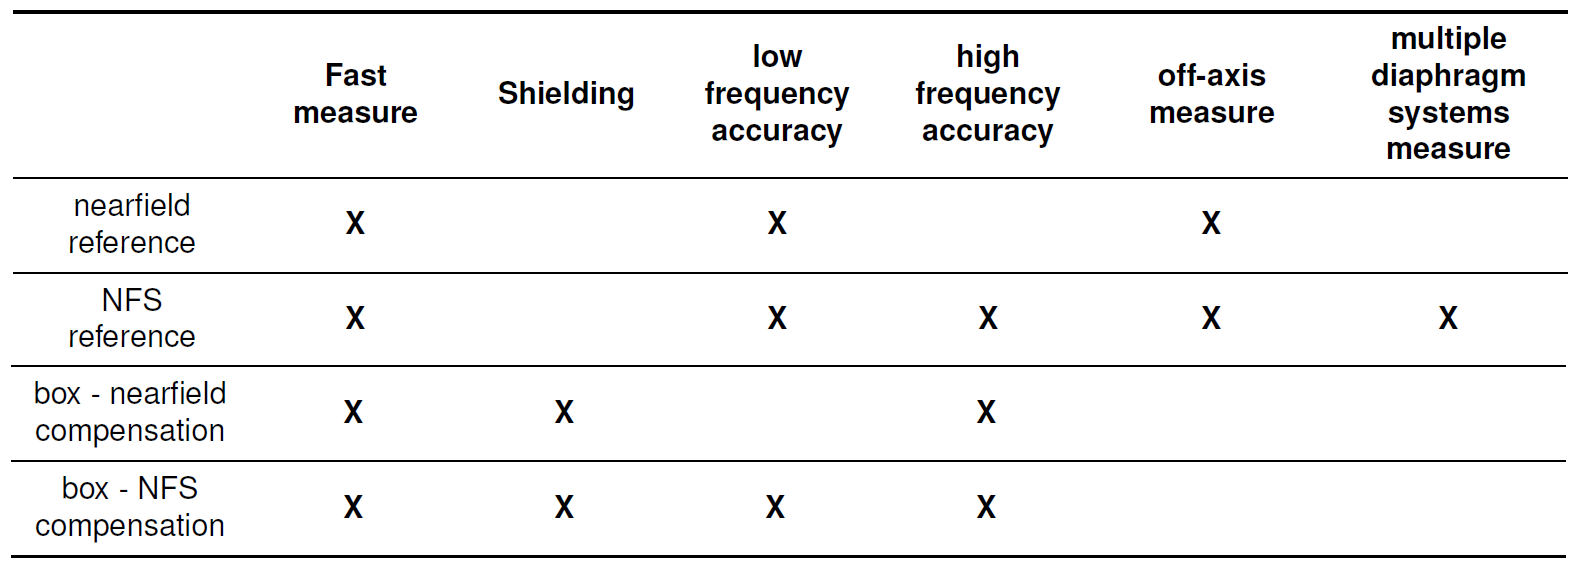 Fast
measure
Shielding
low
frequency
accuracy
high
frequency
accuracy
off-axis
measure
multiple
diaphragm
systems
measure
nearfield
reference
X X X
NFS
reference
X X X X X
box - nearfield
compensation
X X X
box - NFS
compensation
X X X X